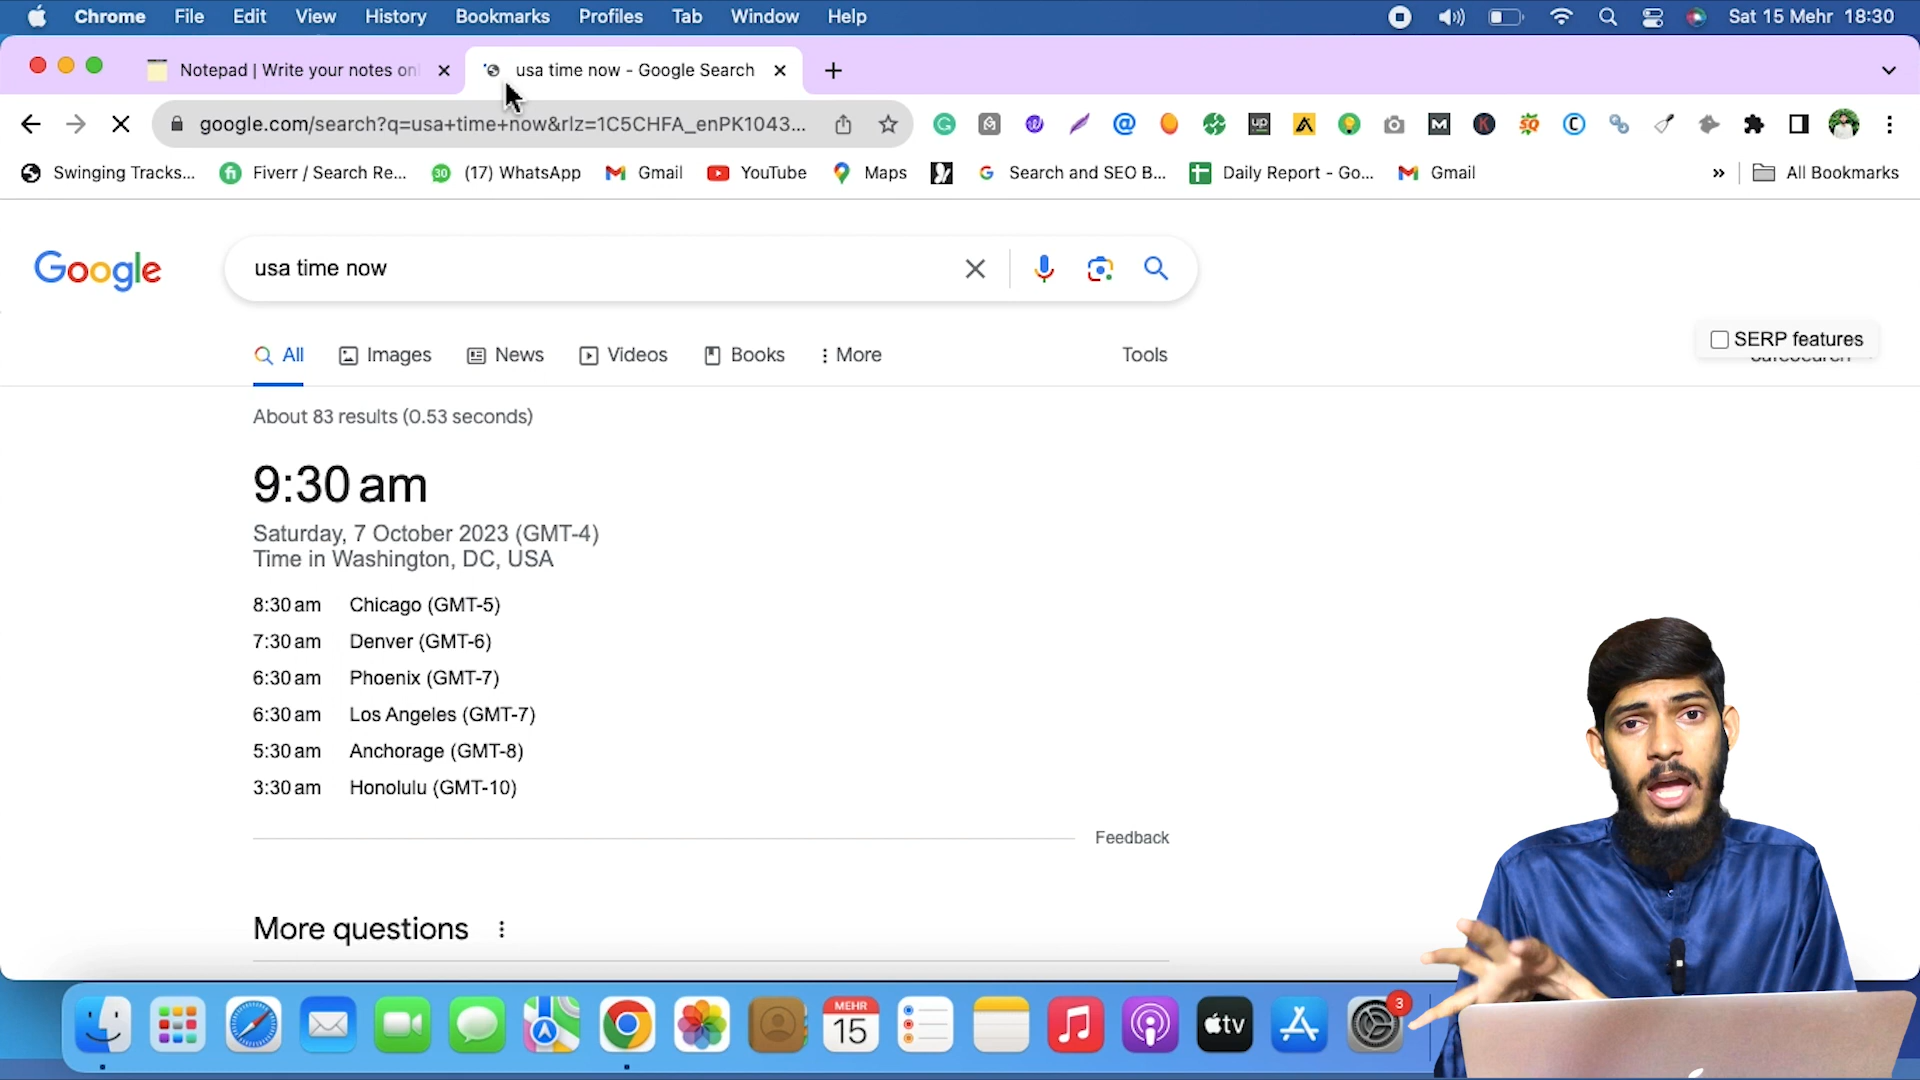 Chrome File Edit View History Bookmarks Profiles Tab Window Help Sat 15 Mehr 18:30
Notepad | Write your notes on usa time now - Google Search
google.com/search?q=usa+time+now&rlz=1C5CHFA_enPK1043...
Swinging Tracks... Fiverr / Search Re... 30 (17) WhatsApp Gmail YouTube Maps Search and SEO B... Daily Report - Go... Gmail » All Bookmarks
Google usa time now
All Images News Videos Books More Tools
SERP features
About 83 results (0.53 seconds)
9:30 am
Saturday, 7 October 2023 (GMT-4)
Time in Washington, DC, USA
8:30 am Chicago (GMT-5)
7:30 am Denver (GMT-6)
6:30 am Phoenix (GMT-7)
6:30 am Los Angeles (GMT-7)
5:30 am Anchorage (GMT-8)
3:30 am Honolulu (GMT-10)
Feedback
More questions
MEHR
15
tv
3